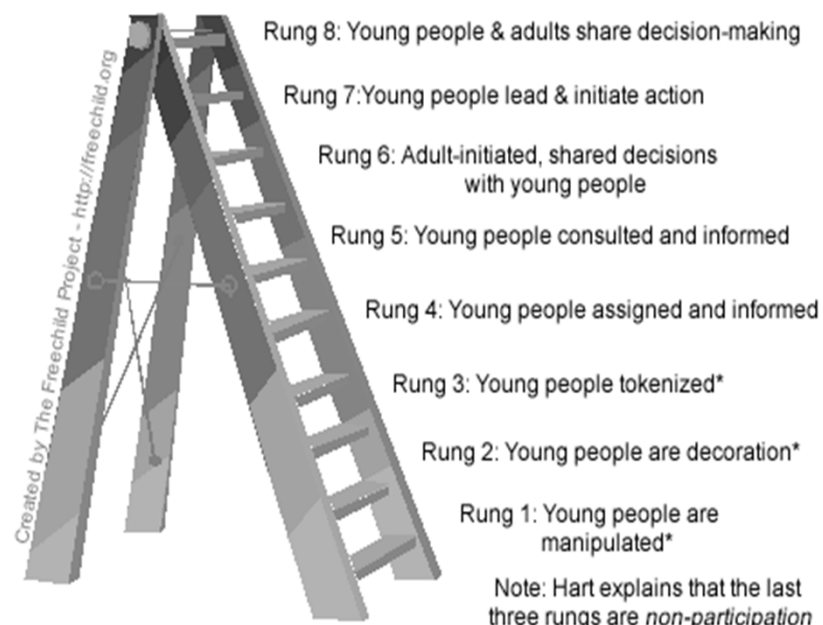 Rung 8: Young people & adults share decision-making
Rung 7:Young people lead & initiate action
Rung 6: Adult-initiated, shared decisions
with young people
Rung 5: Young people consulted and informed
Rung 4: Young people assigned and informed
Rung 3: Young people tokenized*
Rung 2: Young people are decoration*
Rung 1: Young people are
manipulated*
Note: Hart explains that the last
three rungs are non-participation
Created by The Freechild Project - http://freechild.org